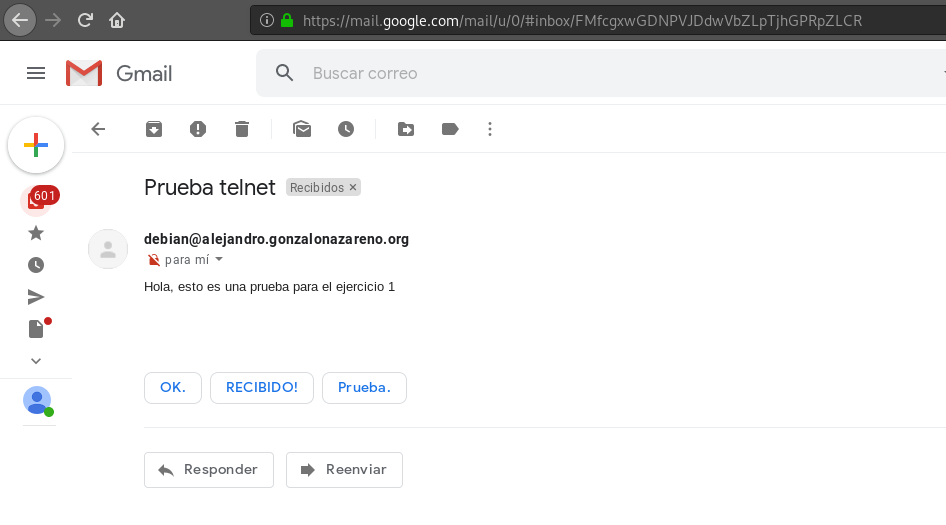 https://mail.google.com/mail/u/0/#inbox/FMfcgxwGDNPVJDdwVbZLpTjhGPRpZLCR
Gmail
Buscar correo
Prueba telnet Recibidos ×
601
debian@alejandro.gonzalonazareno.org
para mí
Hola, esto es una prueba para el ejercicio 1
OK. RECIBIDO! Prueba.
Responder Reenviar